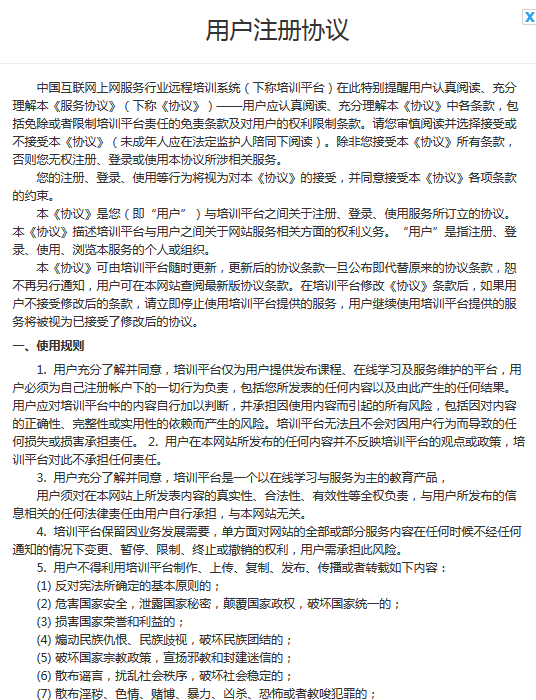 用户注册协议
X
中国互联网上网服务行业远程培训系统（下称培训平台）在此特别提醒用户认真阅读、充分
理解本《服务协议》（下称《协议》）——用户应认真阅读、充分理解本《协议》中各条款，包
括免除或者限制培训平台责任的免责条款及对用户的权利限制条款。请您审慎阅读并选择接受或
不接受本《协议》（未成年人应在法定监护人陪同下阅读）。除非您接受本《协议》所有条款，
否则您无权注册、登录或使用本协议所涉相关服务。
您的注册、登录、使用等行为将视为对本《协议》的接受，并同意接受本《协议》各项条款
的约束。
本《协议》是您（即“用户”）与培训平台之间关于注册、登录、使用服务所订立的协议。
本《协议》描述培训平台与用户之间关于网站服务相关方面的权利义务。“用户”是指注册、登
录、使用、浏览本服务的个人或组织。
本《协议》可由培训平台随时更新，更新后的协议条款一旦公布即代替原来的协议条款，恕
不再另行通知，用户可在本网站查阅最新版协议条款。在培训平台修改《协议》条款后，如果用
户不接受修改后的条款，请立即停止使用培训平台提供的服务，用户继续使用培训平台提供的服
务将被视为已接受了修改后的协议。
一、使用规则
1. 用户充分了解并同意，培训平台仅为用户提供发布课程、在线学习及服务维护的平台，用
户必须为自己注册帐户下的一切行为负责，包括您所发表的任何内容以及由此产生的任何结果。
用户应对培训平台中的内容自行加以判断，并承担因使用内容而引起的所有风险，包括因对内容
的正确性、完整性或实用性的依赖而产生的风险。培训平台无法且不会对因用户行为而导致的任
何损失或损害承担责任。 2. 用户在本网站所发布的任何内容并不反映培训平台的观点或政策，培
训平台对此不承担任何责任。
3. 用户充分了解并同意，培训平台是一个以在线学习与服务为主的教育产品，
用户须对在本网站上所发表内容的真实性、合法性、有效性等全权负责，与用户所发布的信
息相关的任何法律责任由用户自行承担，与本网站无关。
4. 培训平台保留因业务发展需要，单方面对网站的全部或部分服务内容在任何时候不经任何
通知的情况下变更、暂停、限制、终止或撤销的权利，用户需承担此风险。
5. 用户不得利用培训平台制作、上传、复制、发布、传播或者转载如下内容：
(1) 反对宪法所确定的基本原则的；
(2) 危害国家安全，泄露国家秘密，颠覆国家政权，破坏国家统一的；
(3) 损害国家荣誉和利益的；
(4) 煽动民族仇恨、民族歧视，破坏民族团结的；
(5) 破坏国家宗教政策，宣扬邪教和封建迷信的；
(6) 散布谣言，扰乱社会秩序，破坏社会稳定的；
(7) 散布淫秽、色情、赌博、暴力、凶杀、恐怖或者教唆犯罪的；